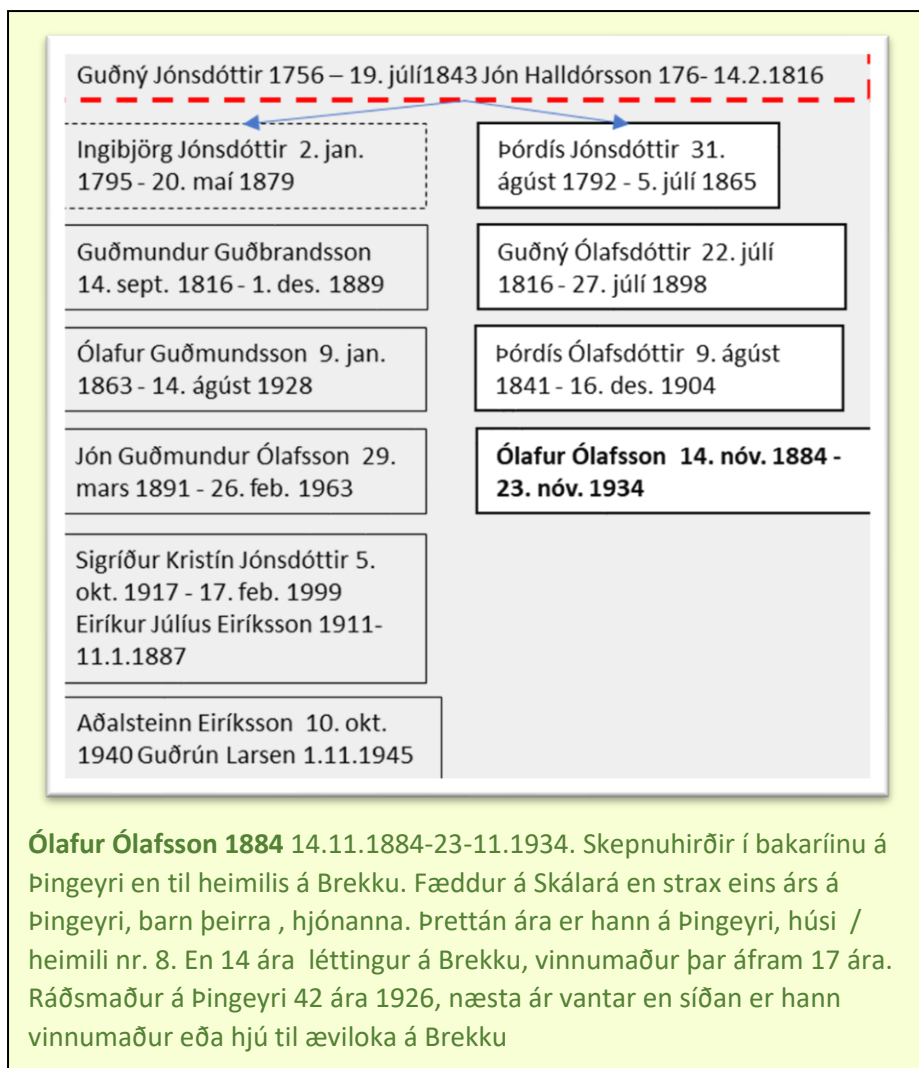 Guðný Jónsdóttir 1756 – 19. júlí1843 Jón Halldórsson 176- 14.2.1816
Ingibjörg Jónsdóttir 2. jan.
1795 - 20. maí 1879
Þórdís Jónsdóttir 31.
ágúst 1792 - 5. júlí 1865
Guðmundur Guðbrandsson
14. sept. 1816 - 1. des. 1889
Guðný Ólafsdóttir 22. júlí
1816 - 27. júlí 1898
Ólafur Guðmundsson 9. jan.
1863 - 14. ágúst 1928
Þórdís Ólafsdóttir 9. ágúst
1841 - 16. des. 1904
Jón Guðmundur Ólafsson 29.
mars 1891 - 26. feb. 1963
Ólafur Ólafsson 14. nóv. 1884 -
23. nóv. 1934
Sigríður Kristín Jónsdóttir 5.
okt. 1917 - 17. feb. 1999
Eiríkur Júlíus Eiríksson 1911-
11.1.1887
Aðalsteinn Eiríksson 10. okt.
1940 Guðrún Larsen 1.11.1945
Ólafur Ólafsson 1884 14.11.1884-23-11.1934. Skepnuhirðir í bakaríinu á
Þingeyri en til heimilis á Brekku. Fæddur á Skálará en strax eins árs á
Þingeyri, barn þeirra , hjónanna. Þrettán ára er hann á Þingeyri, húsi /
heimili nr. 8. En 14 ára léttingur á Brekku, vinnumaður þar áfram 17 ára.
Ráðsmaður á Þingeyri 42 ára 1926, næsta ár vantar en síðan er hann
vinnumaður eða hjú til æviloka á Brekku